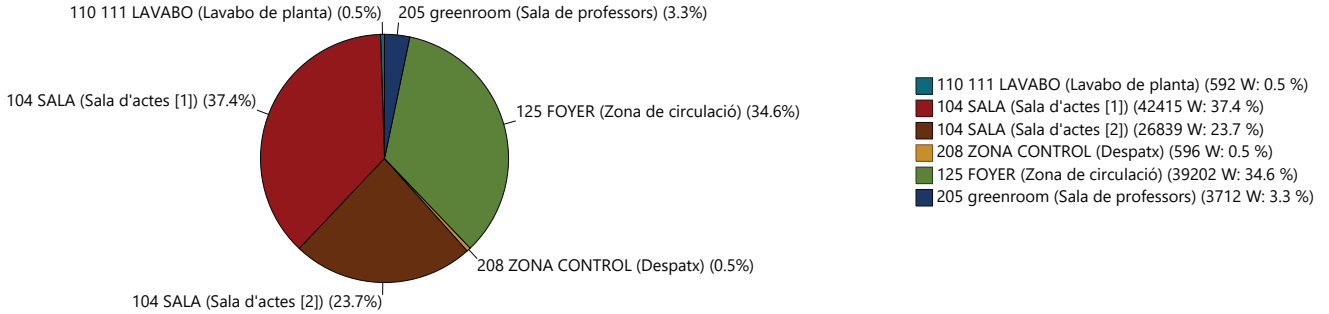 110 111 LAVABO (Lavabo de planta) (0.5%)
205 greenroom (Sala de professors) (3.3%)
104 SALA (Sala d'actes [1]) (37.4%)
125 FOYER (Zona de circulació) (34.6%)
208 ZONA CONTROL (Despatx) (0.5%)
104 SALA (Sala d'actes [2]) (23.7%)
110 111 LAVABO (Lavabo de planta) (592 W: 0.5 %)
104 SALA (Sala d'actes [1]) (42415 W: 37.4 %)
104 SALA (Sala d'actes [2]) (26839 W: 23.7 %)
208 ZONA CONTROL (Despatx) (596 W: 0.5 %)
125 FOYER (Zona de circulació) (39202 W: 34.6 %)
205 greenroom (Sala de professors) (3712 W: 3.3 %)